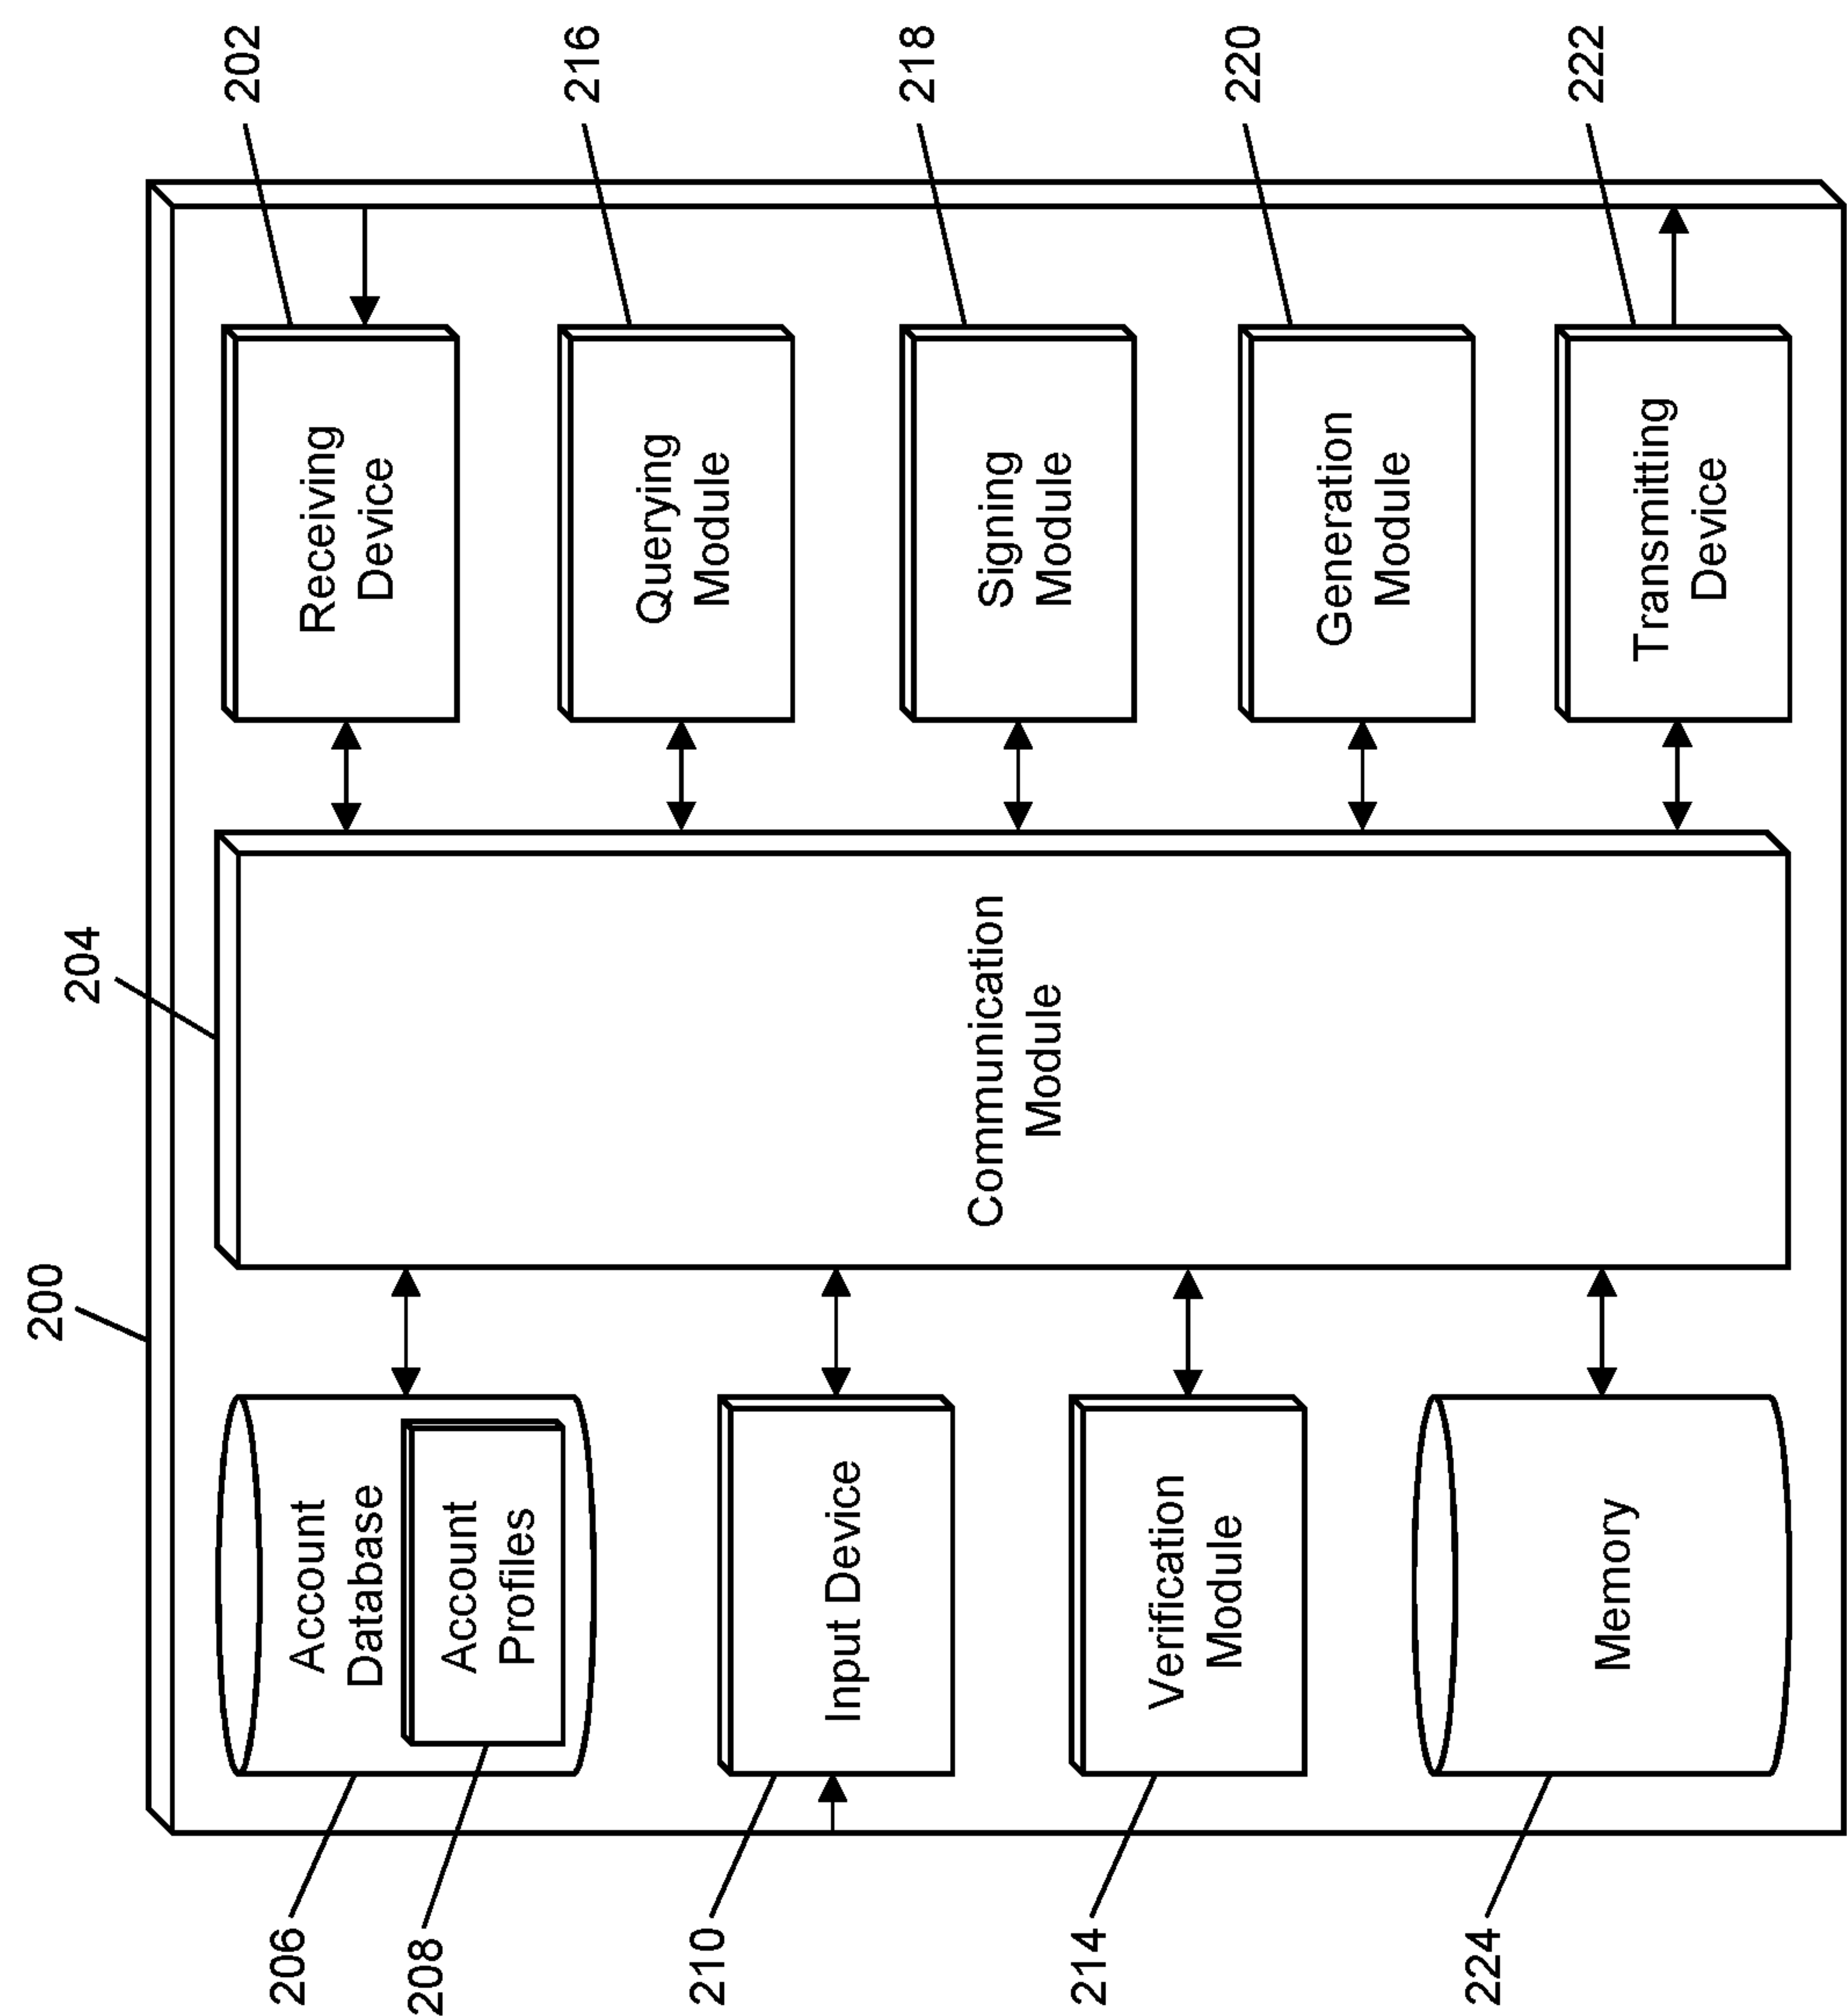 200
204
206
Account
Database
208
Account
Profiles
210
Input Device
214
Verification
Module
224
Memory
Communication
Module
202
Receiving
Device
216
Querying
Module
218
Signing
Module
220
Generation
Module
222
Transmitting
Device